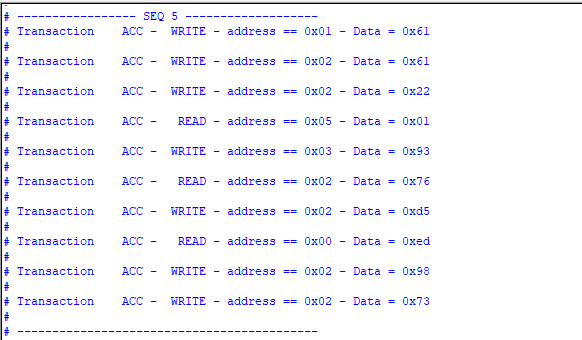 # ----------------- SEQ 5 -------------------
# Transaction    ACC -  WRITE - address == 0x01 - Data = 0x61
#
# Transaction    ACC -  WRITE - address == 0x02 - Data = 0x61
#
# Transaction    ACC -  WRITE - address == 0x02 - Data = 0x22
#
# Transaction    ACC -   READ - address == 0x05 - Data = 0x01
#
# Transaction    ACC -  WRITE - address == 0x03 - Data = 0x93
#
# Transaction    ACC -   READ - address == 0x02 - Data = 0x76
#
# Transaction    ACC -  WRITE - address == 0x02 - Data = 0xd5
#
# Transaction    ACC -   READ - address == 0x00 - Data = 0xed
#
# Transaction    ACC -  WRITE - address == 0x02 - Data = 0x98
#
# Transaction    ACC -  WRITE - address == 0x02 - Data = 0x73
#
# -------------------------------------------